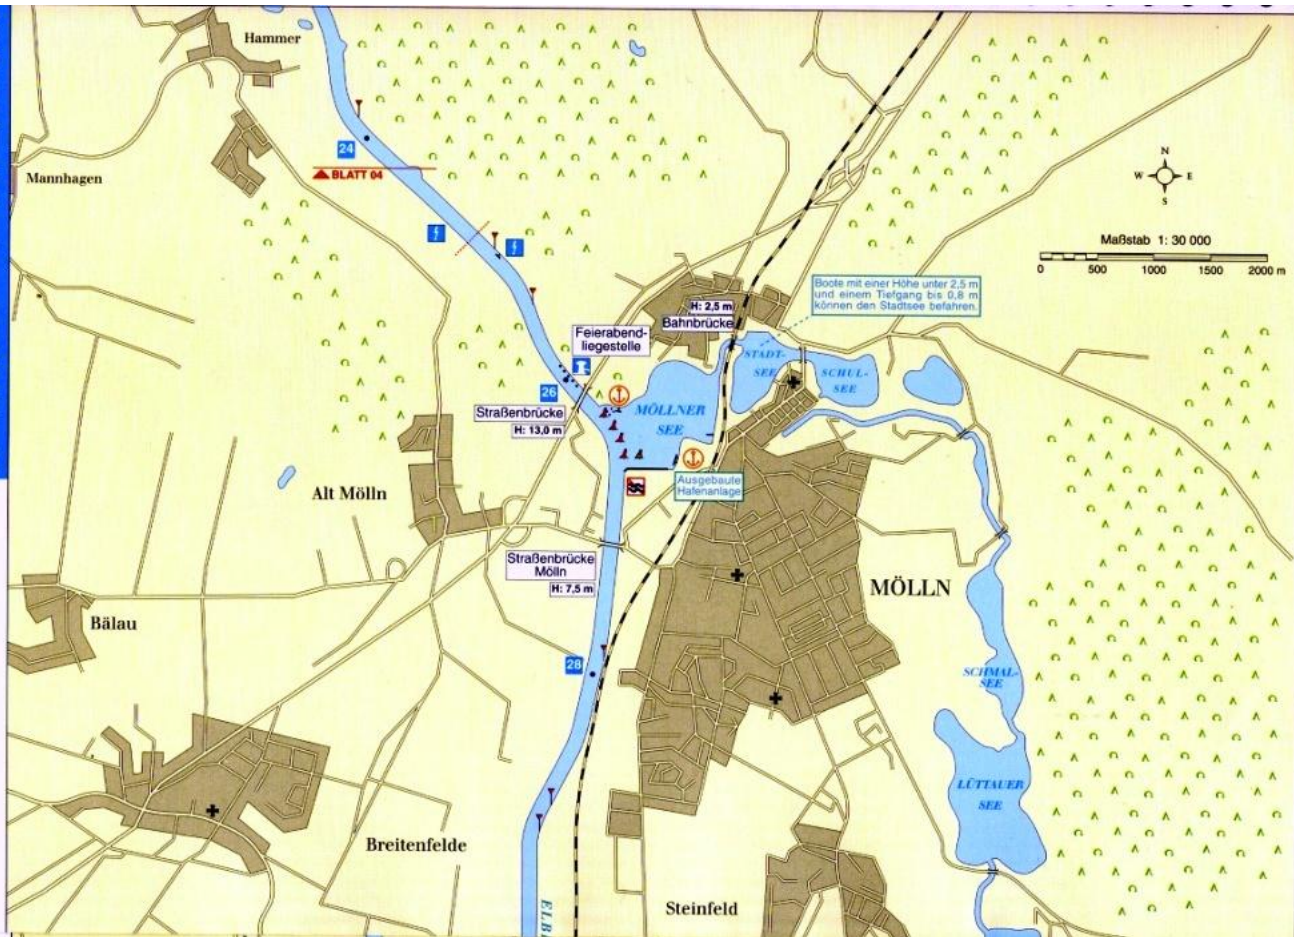 Hammer
24
BLATT 04
Mannhagen
N
W E
S
Maßstab 1: 30 000
0 500 1000 1500 2000 m
Boote mit einer Höhe unter 2,5 m
und einem Tiefgang bis 0,8 m
können den Stadtsee befahren.
H: 2,5 m
Bahnbrücke
Feierabend-
liegestelle
STADT-
SEE
SCHUL-
SEE
26
Straßenbrücke
H: 13,0 m
MÖLLNER
SEE
Ausgebaute
Hafenanlage
Alt Mölln
Straßenbrücke
Mölln
H: 7,5 m
MÖLLN
Bälau
28
SCHMAL-
SEE
LÜTTAUER
SEE
Breitenfelde
Steinfeld
ELB